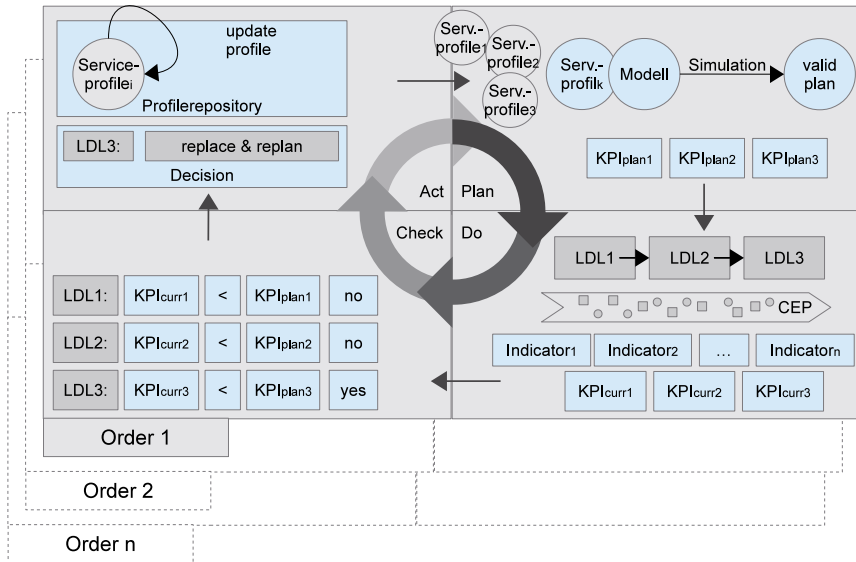 update
profile
Service-
profilei
Profilerepository
LDL3:
replace & replan
Decision
Serv.-
profile1
Serv.-
profile2
Serv.-
profile3
Serv.-
profilk
Modell
Simulation
valid
plan
KPIplan1
KPIplan2
KPIplan3
Act
Plan
Check
Do
LDL1
LDL2
LDL3
CEP
Indicator1
Indicator2
...
Indicatorn
KPIcurr1
KPIcurr2
KPIcurr3
LDL1:
KPIcurr1
<
KPIplan1
no
LDL2:
KPIcurr2
<
KPIplan2
no
LDL3:
KPIcurr3
<
KPIplan3
yes
Order 1
Order 2
Order n